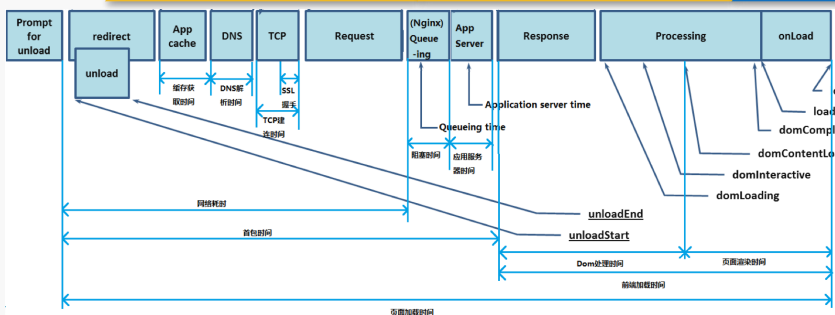 Prompt
for
unload
redirect
unload
App
cache
DNS
TCP
Request
(Nginx)
Queue
-ing
App
Server
Response
Processing
onLoad
缓存获
取时间
DNS解
析时间
SSL
握手
TCP建
连时间
Application server time
Queueing time
阻塞时间
应用服务
器时间
load
domCompl
domContentLo
domInteractive
domLoading
网络耗时
unloadEnd
首包时间
unloadStart
Dom处理时间
页面渲染时间
前端加载时间
页面加载时间